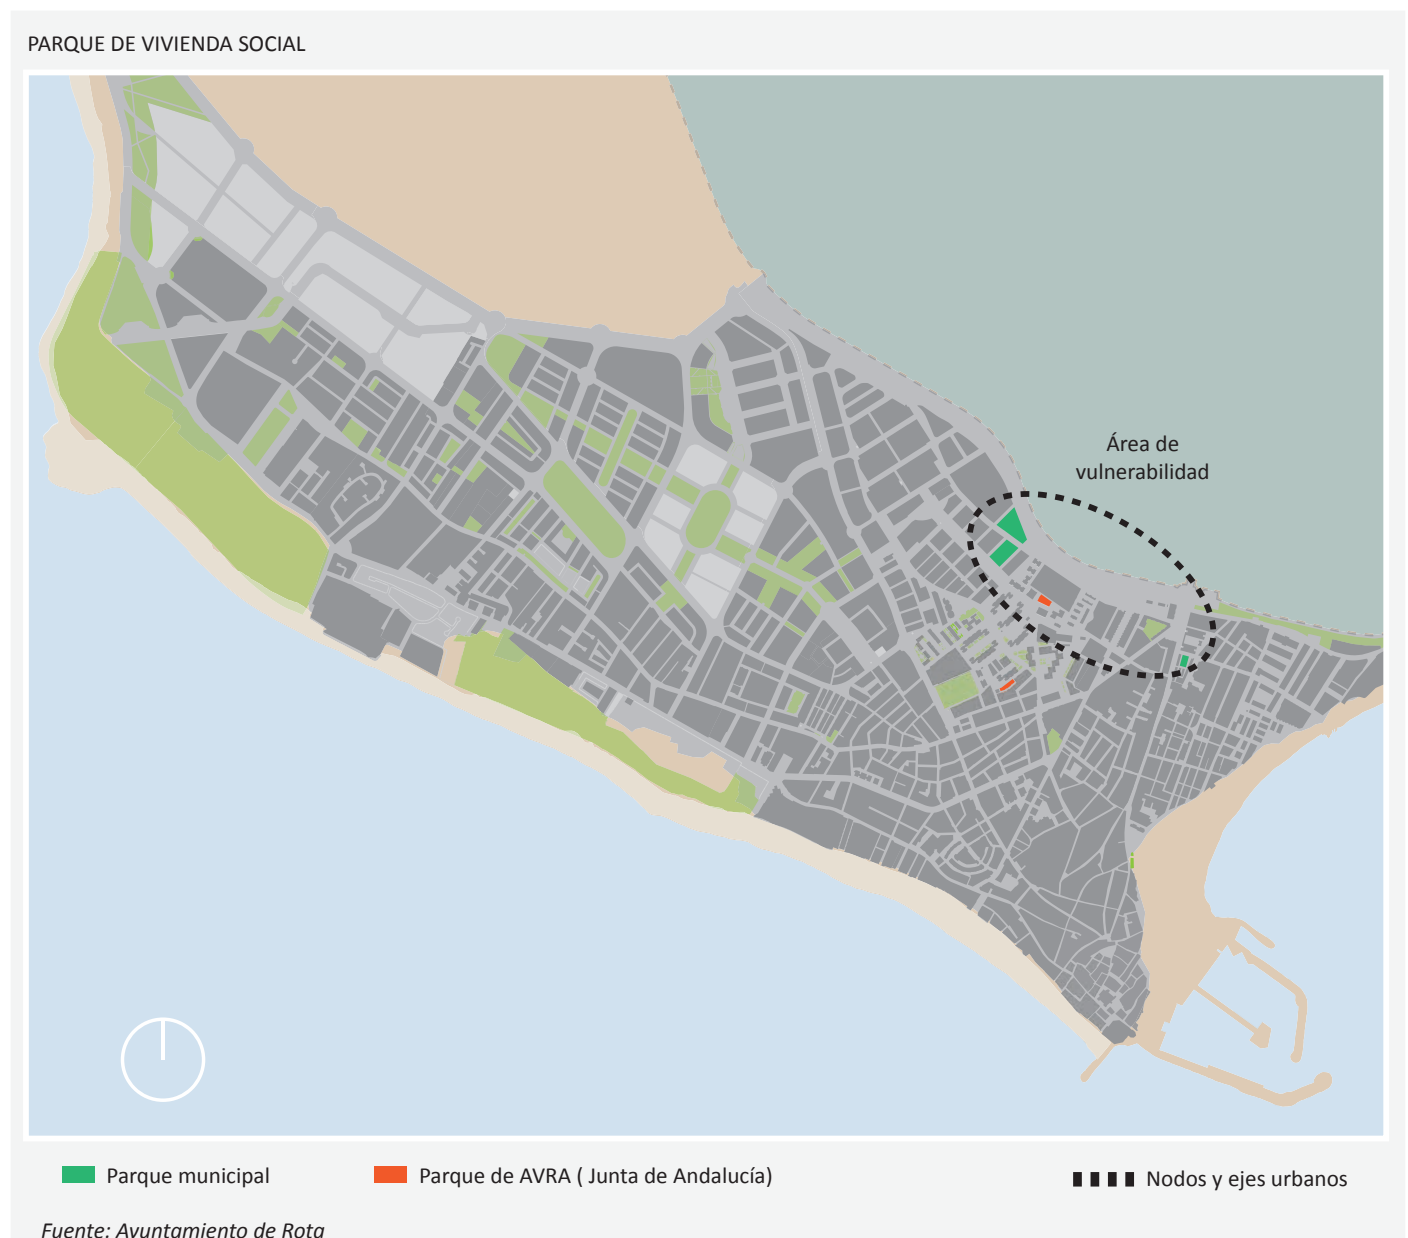 PARQUE DE VIVIENDA SOCIAL
Área de
vulnerabilidad
Parque municipal
Parque de AVRA ( Junta de Andalucía)
Nodos y ejes urbanos
Fuente: Ayuntamiento de Rota